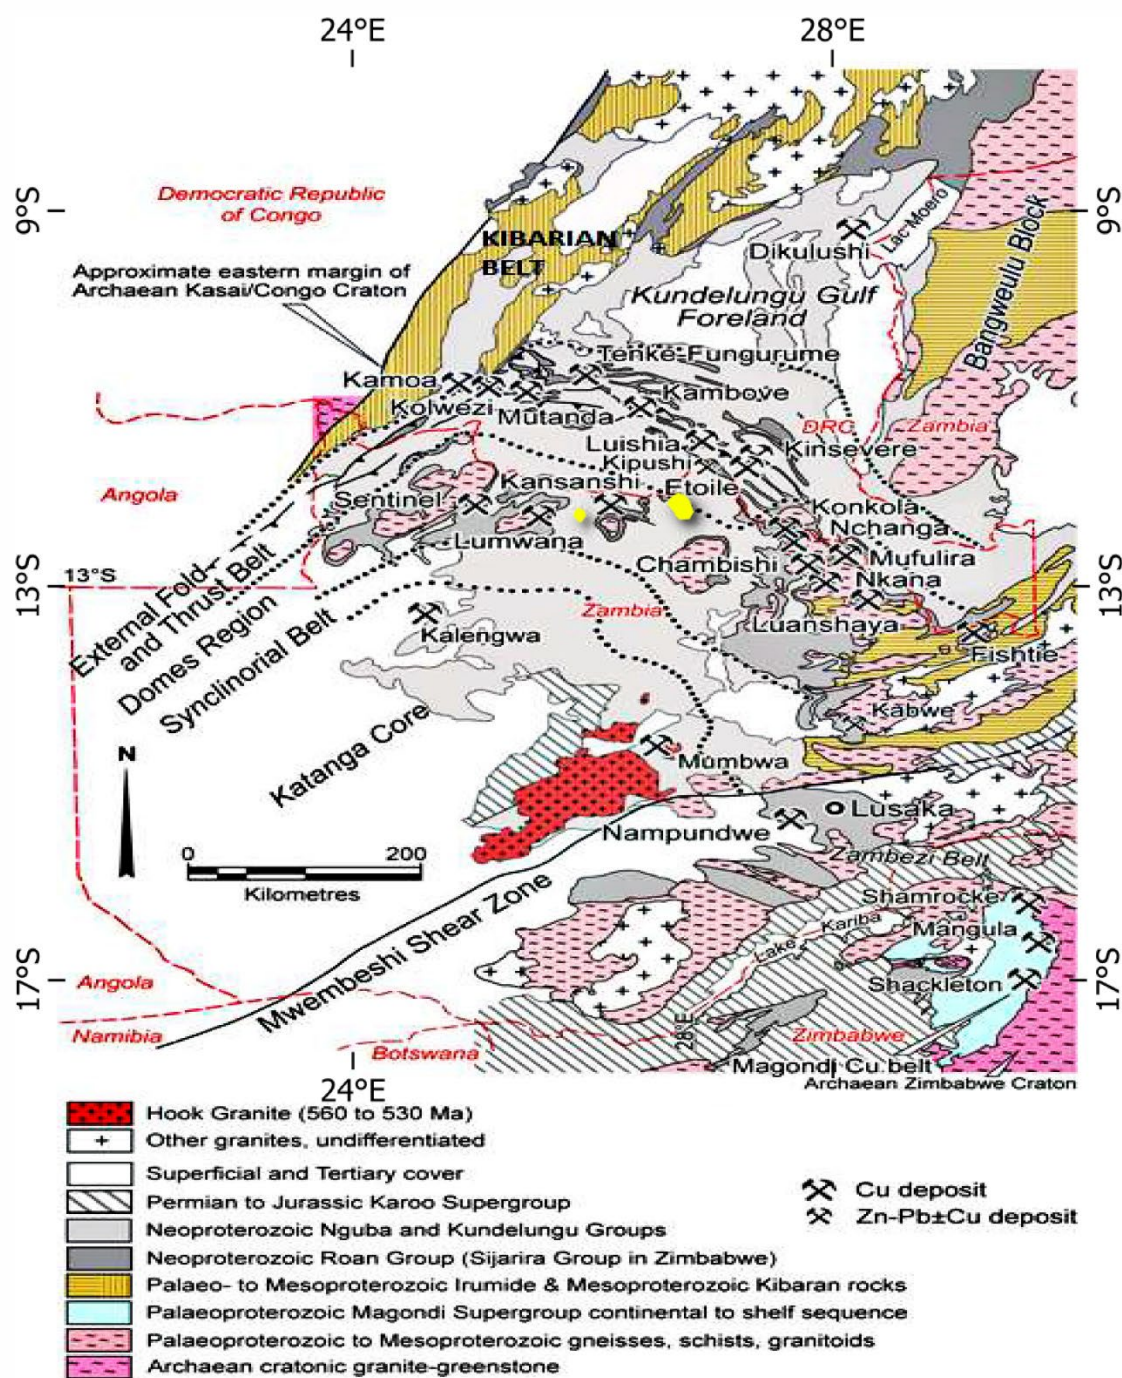 24°E
28°E
9°S
9°S
Democratic Republic
of Congo
Lac Moero
KIBARIAN
BELT
Dikulushi
Approximate eastern margin of
Archaean Kasai/Congo Craton
Kundelungu Gulf
Foreland
Bangweulu Block
Tenke-Fungurume
Kamoa
Kambove
Kolwezi
Mutanda
DRC
Zambia
Luishia
Kinsevere
Kipushi
Angola
Kansanshi
Etoile
Sentinel
Konkola
Nchanga
Lumwana
Mufulira
Chambishi
Nkana
13°S
13°S
13°S
External Fold-
and Thrust Belt
Zambia
Luanshaya
Kalengwa
Fishtie
Domes Region
Synclinorial Belt
Kabwe
Katanga Core
N
Mumbwa
Lusaka
Nampundwe
0
200
Kilometres
Zambezi Belt
Shamrocke
Mwembeshi Shear Zone
Lake Kariba
Mangula
17°S
17°S
Angola
Shackleton
Namibia
28°E
Zimbabwe
Botswana
Magondi Cu belt
Archaean Zimbabwe Craton
24°E
Hook Granite (560 to 530 Ma)
Other granites, undifferentiated
Superficial and Tertiary cover
Permian to Jurassic Karoo Supergroup
Neoproterozoic Nguba and Kundelungu Groups
Neoproterozoic Roan Group (Sijarira Group in Zimbabwe)
Palaeo- to Mesoproterozoic Irumide & Mesoproterozoic Kibaran rocks
Palaeoproterozoic Magondi Supergroup continental to shelf sequence
Palaeoproterozoic to Mesoproterozoic gneisses, schists, granitoids
Archaean cratonic granite-greenstone
Cu deposit
Zn-Pb±Cu deposit